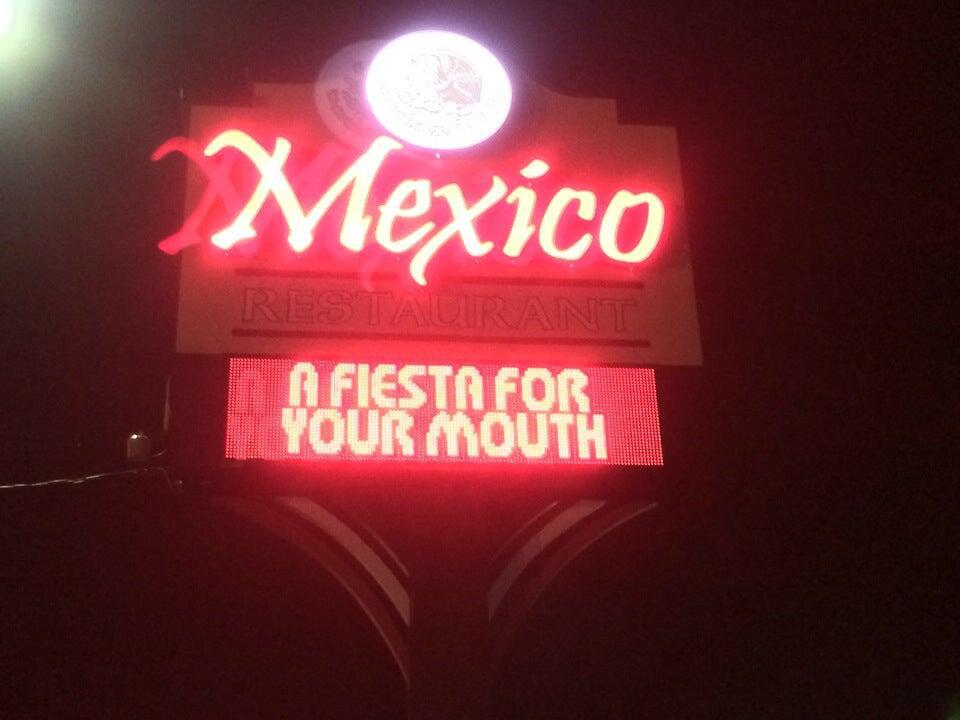 Mexico
RESTAURANT
A FIESTA FOR
YOUR MOUTH